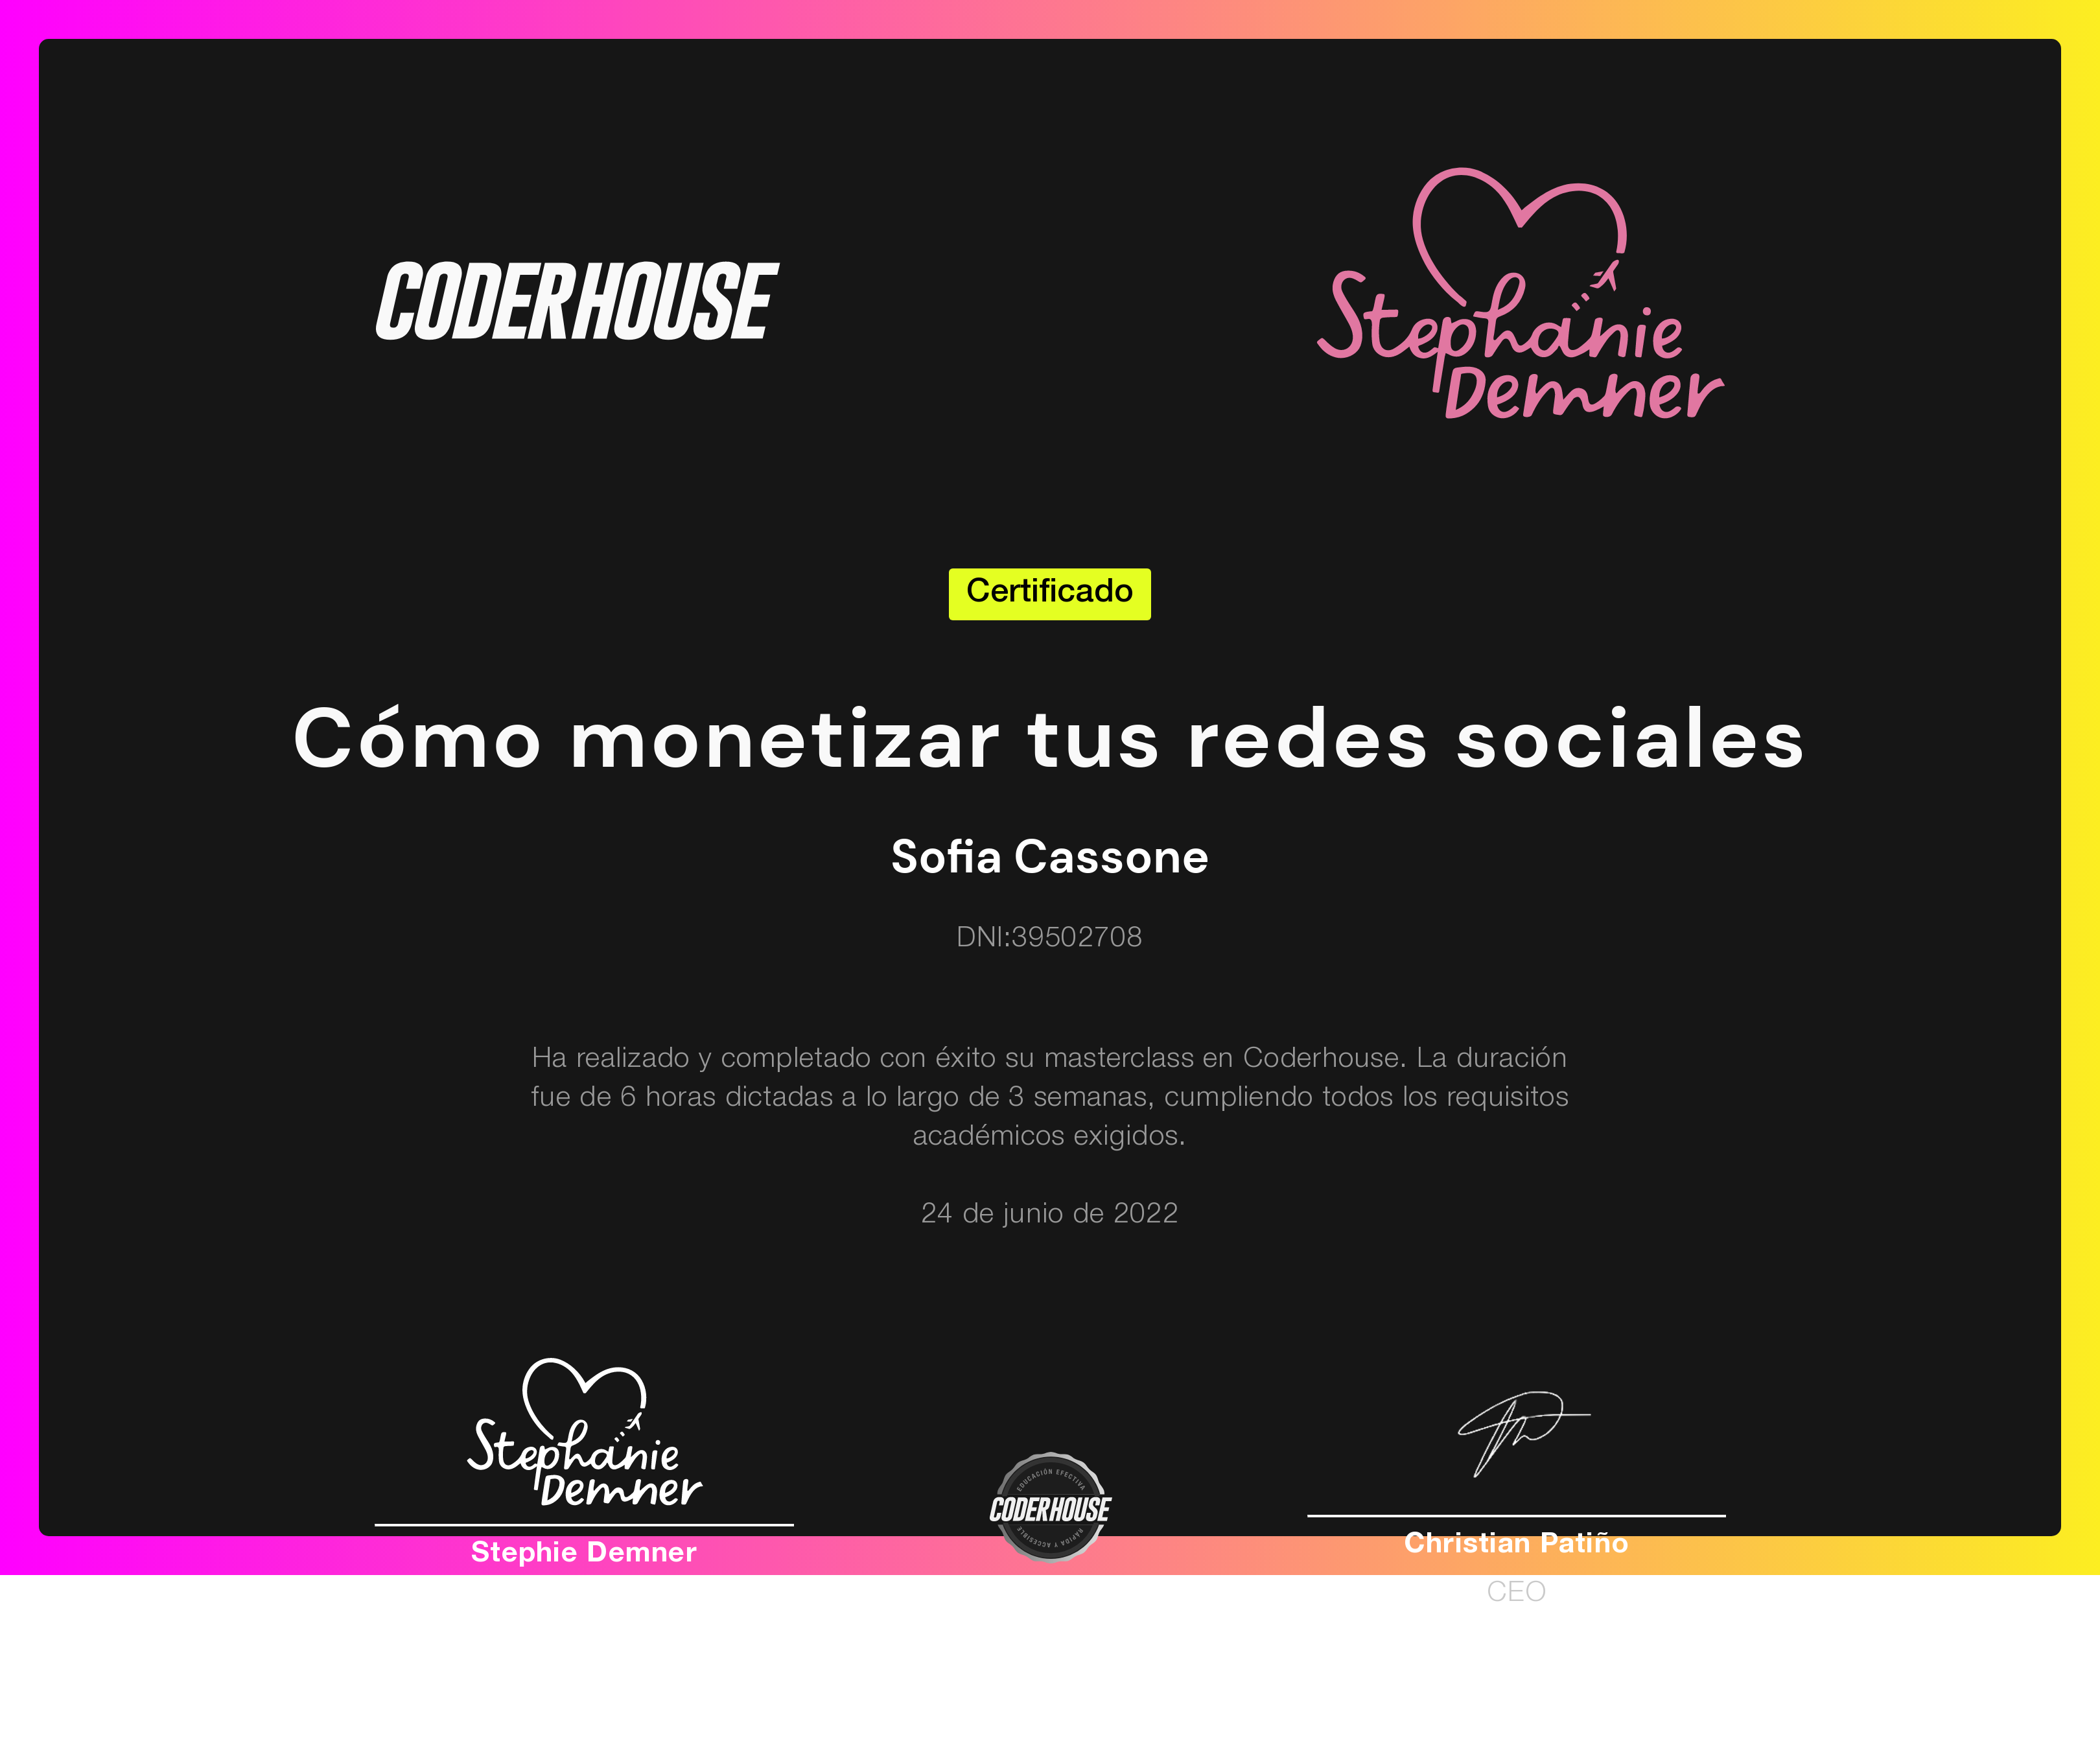 CODERHOUSE
Stephanie
Demner
Certificado
Cómo monetizar tus redes sociales
Sofia Cassone
DNI:39502708
Ha realizado y completado con éxito su masterclass en Coderhouse. La duración
fue de 6 horas dictadas a lo largo de 3 semanas, cumpliendo todos los requisitos
académicos exigidos.
24 de junio de 2022
Stephanie
Demner
Stephie Demner
EDUCACIÓN EFECTIVA
CODERHOUSE
RÁPIDA Y ACCESIBLE
Christian Patiño
CEO